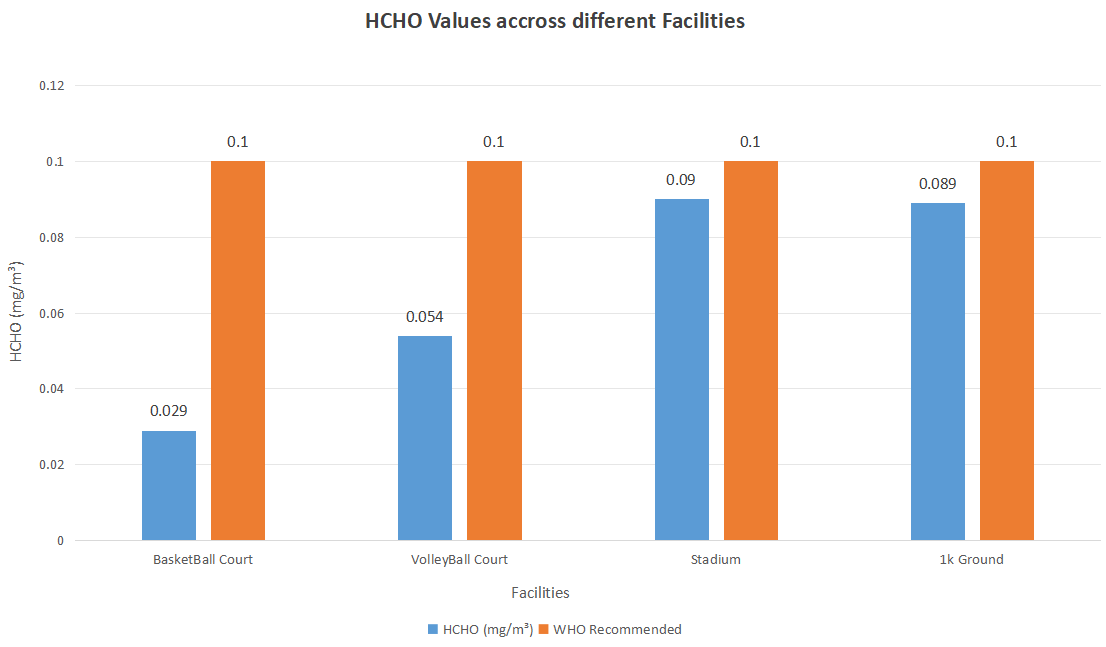 HCHO Values accross different Facilities
0.12
0.1
0.08
0.06
0.04
0.02
0
HCHO (mg/m³)
0.029
0.1
0.054
0.1
0.09
0.1
0.089
0.1
BasketBall Court
VolleyBall Court
Stadium
1k Ground
Facilities
HCHO (mg/m³) WHO Recommended